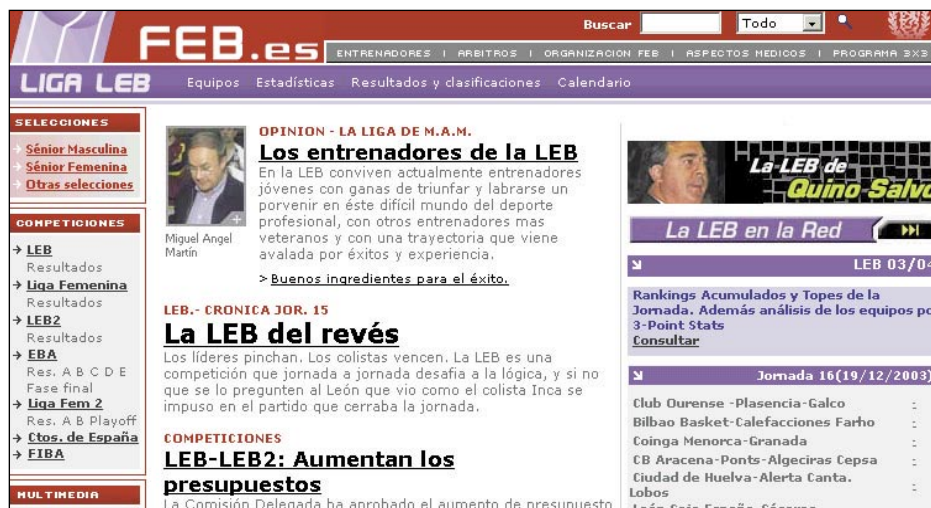 Buscar Todo
FEB.es
ENTRENADORES | ARBITROS | ORGANIZACION FEB | ASPECTOS MEDICOS | PROGRAMA 3X3
LIGA LEB
Equipos Estadísticas Resultados y clasificaciones Calendario
SELECCIONES
Sénior Masculina
Sénior Femenina
Otras selecciones
COMPETICIONES
LEB
Resultados
Liga Femenina
Resultados
LEB2
Resultados
EBA
Res. A B C D E
Fase final
Liga Fem 2
Res. A B Playoff
Ctos. de España
FIBA
MULTIMEDIA
Miguel Angel
Martín
OPINION - LA LIGA DE M.A.M.
Los entrenadores de la LEB
En la LEB conviven actualmente entrenadores
jóvenes con ganas de triunfar y labrarse un
porvenir en éste difícil mundo del deporte
profesional, con otros entrenadores mas
veteranos y con una trayectoria que viene
avalada por éxitos y experiencia.
> Buenos ingredientes para el éxito.
LEB.- CRONICA JOR. 15
La LEB del revés
Los líderes pinchan. Los colistas vencen. La LEB es una
competición que jornada a jornada desafia a la lógica, y si no
que se lo pregunten al León que vio como el colista Inca se
impuso en el partido que cerraba la jornada.
COMPETICIONES
LEB-LEB2: Aumentan los
presupuestos
La Comisión Delegada ha aprobado el aumento de presupuesto
La LEB de
Quino Salvo
La LEB en la Red
LEB 03/04
Rankings Acumulados y Topes de la
Jornada. Además análisis de los equipos po
3-Point Stats
Consultar
Jornada 16(19/12/2003)
Club Ourense -Plasencia-Galco :
Bilbao Basket-Calefacciones Farho :
Coinga Menorca-Granada :
CB Aracena-Ponts-Algeciras Cepsa :
Ciudad de Huelva-Alerta Canta.
Lobos :